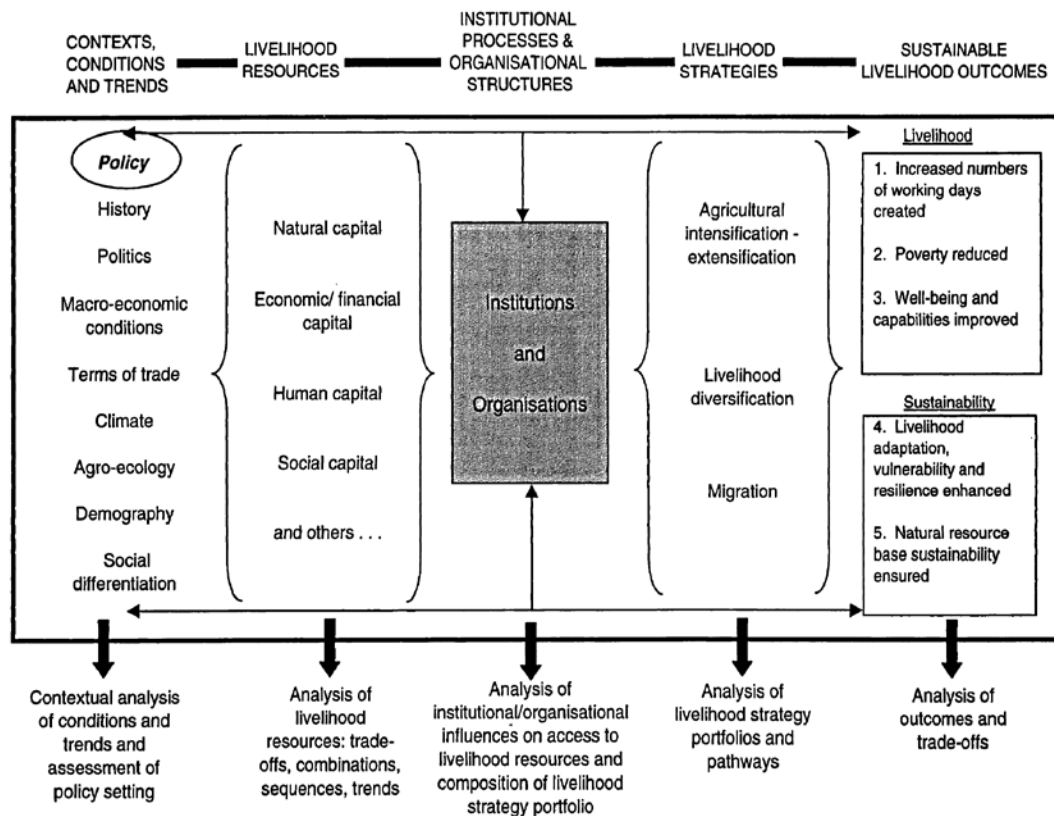 CONTEXTS,
CONDITIONS
AND TRENDS
LIVELIHOOD
RESOURCES
INSTITUTIONAL
PROCESSES &
ORGANISATIONAL
STRUCTURES
LIVELIHOOD
STRATEGIES
SUSTAINABLE
LIVELIHOOD OUTCOMES
Policy
History
Politics
Macro-economic
conditions
Terms of trade
Climate
Agro-ecology
Demography
Social
differentiation
Natural capital
Economic/ financial
capital
Human capital
Social capital
and others . . .
Institutions
and
Organisations
Agricultural
intensification -
extensification
Livelihood
diversification
Migration
Livelihood
1. Increased numbers
of working days
created
2. Poverty reduced
3. Well-being and
capabilities improved
Sustainability
4. Livelihood
adaptation,
vulnerability and
resilience enhanced
5. Natural resource
base sustainability
ensured
Contextual analysis
of conditions and
trends and
assessment of
policy setting
Analysis of
livelihood
resources: trade-
offs, combinations,
sequences, trends
Analysis of
institutional/organisational
influences on access to
livelihood resources and
composition of livelihood
strategy portfolio
Analysis of
livelihood strategy
portfolios and
pathways
Analysis of
outcomes and
trade-offs